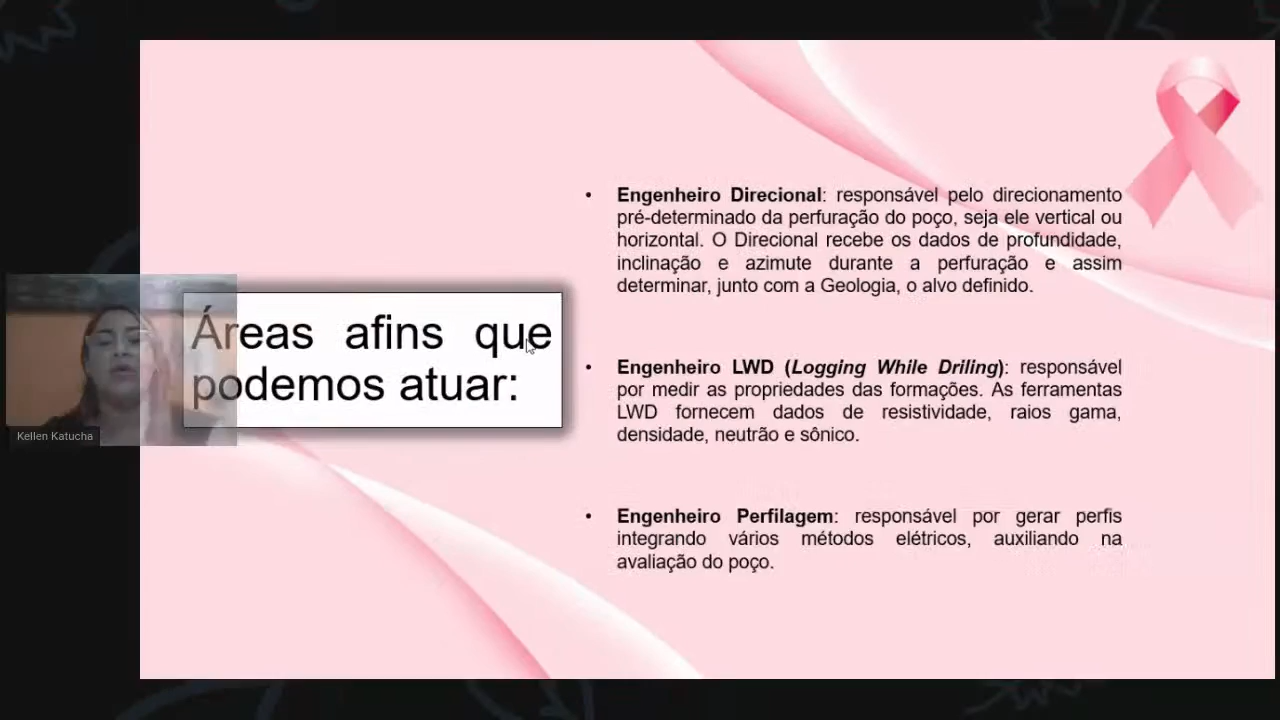 Áreas afins que
podemos atuar:
Kellen Katucha
• Engenheiro Direcional: responsável pelo direcionamento
pré-determinado da perfuração do poço, seja ele vertical ou
horizontal. O Direcional recebe os dados de profundidade,
inclinação e azimute durante a perfuração e assim
determinar, junto com a Geologia, o alvo definido.
• Engenheiro LWD (Logging While Driling): responsável
por medir as propriedades das formações. As ferramentas
LWD fornecem dados de resistividade, raios gama,
densidade, neutrão e sônico.
• Engenheiro Perfilagem: responsável por gerar perfis
integrando vários métodos elétricos, auxiliando na
avaliação do poço.